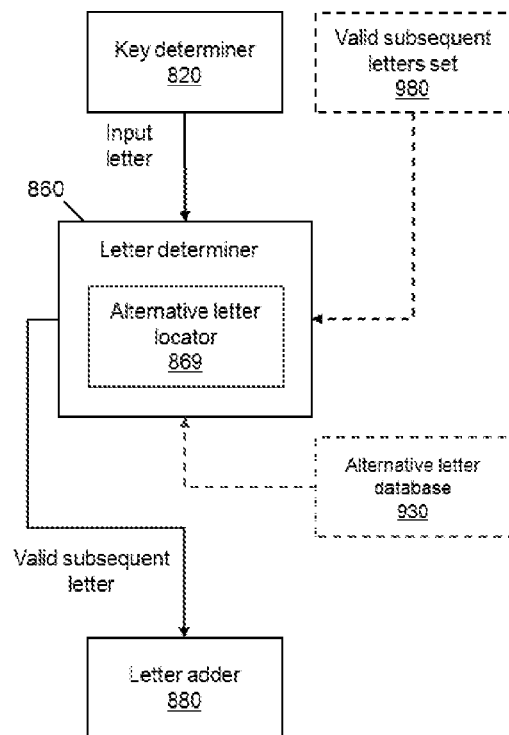 Key determiner
820
Valid subsequent
letters set
980
Input
letter
860
Letter determiner
Alternative letter
locator
869
Alternative letter
database
930
Valid subsequent
letter
Letter adder
880